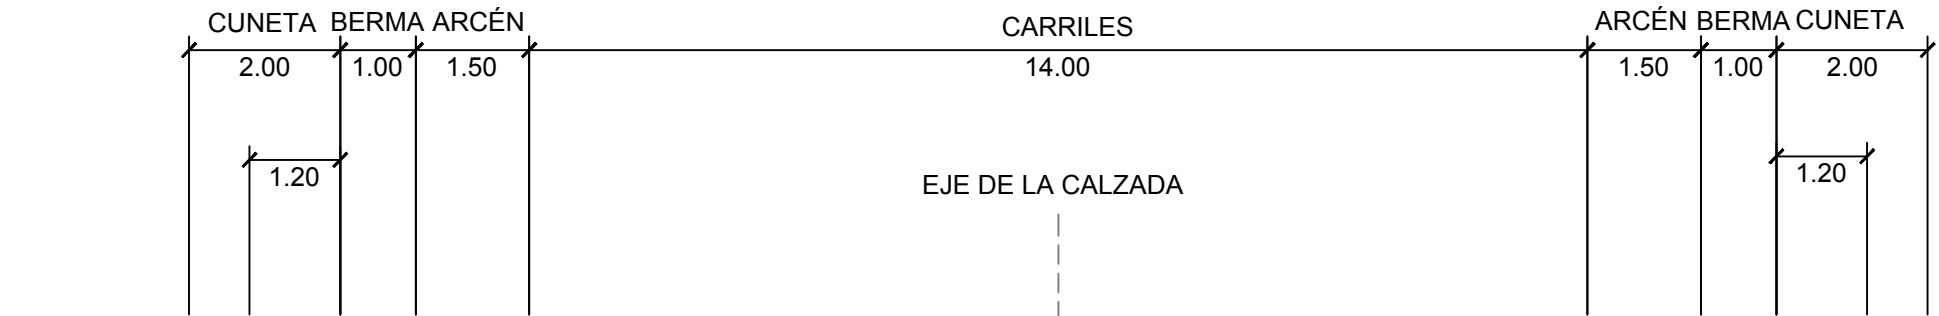 CUNETA BERMA ARCÉN CARRILES ARCÉN BERMA CUNETA
2.00 1.00 1.50 14.00 1.50 1.00 2.00
1.20 1.20
EJE DE LA CALZADA